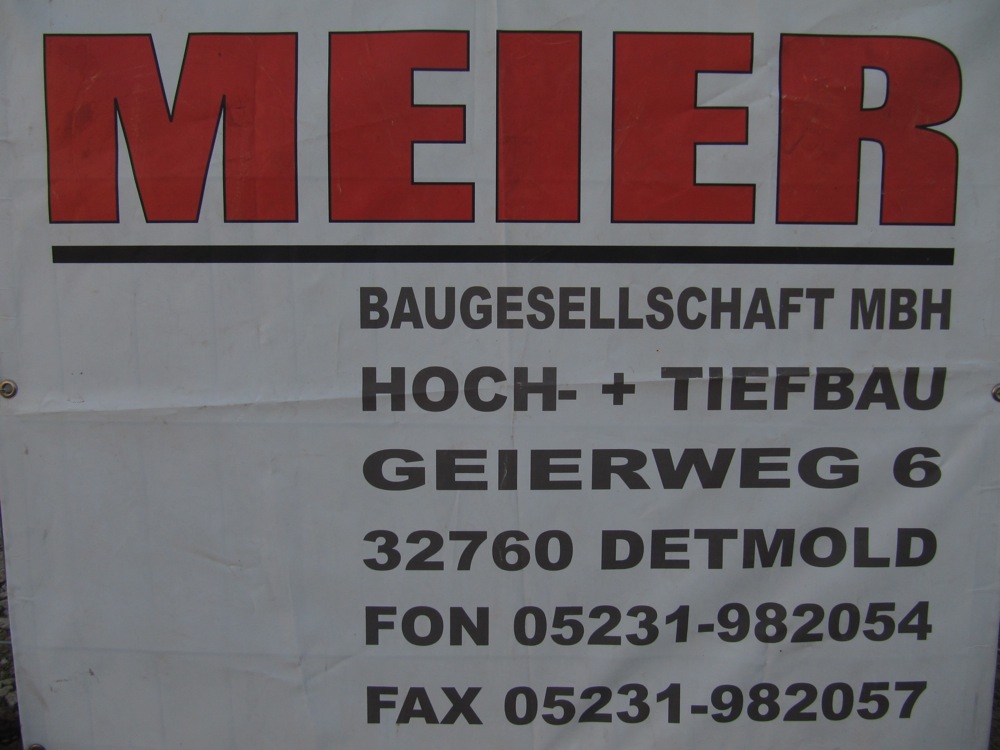 MEIER
BAUGESELLSCHAFT MBH
HOCH- + TIEFBAU
GEIERWEG 6
32760 DETMOLD
FON 05231-982054
FAX 05231-982057